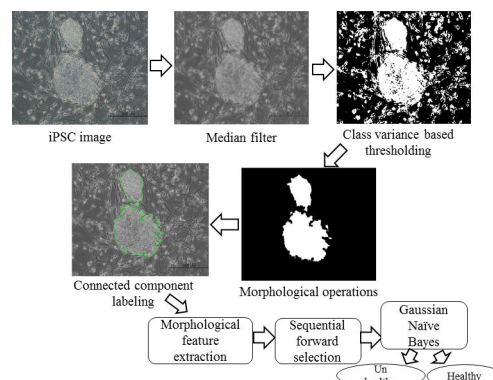 iPSC image
Median filter
Class variance based
thresholding
Connected component
labeling
Morphological operations
Morphological
feature
extraction
Sequential
forward
selection
Gaussian
Naïve
Bayes
Un
Healthy